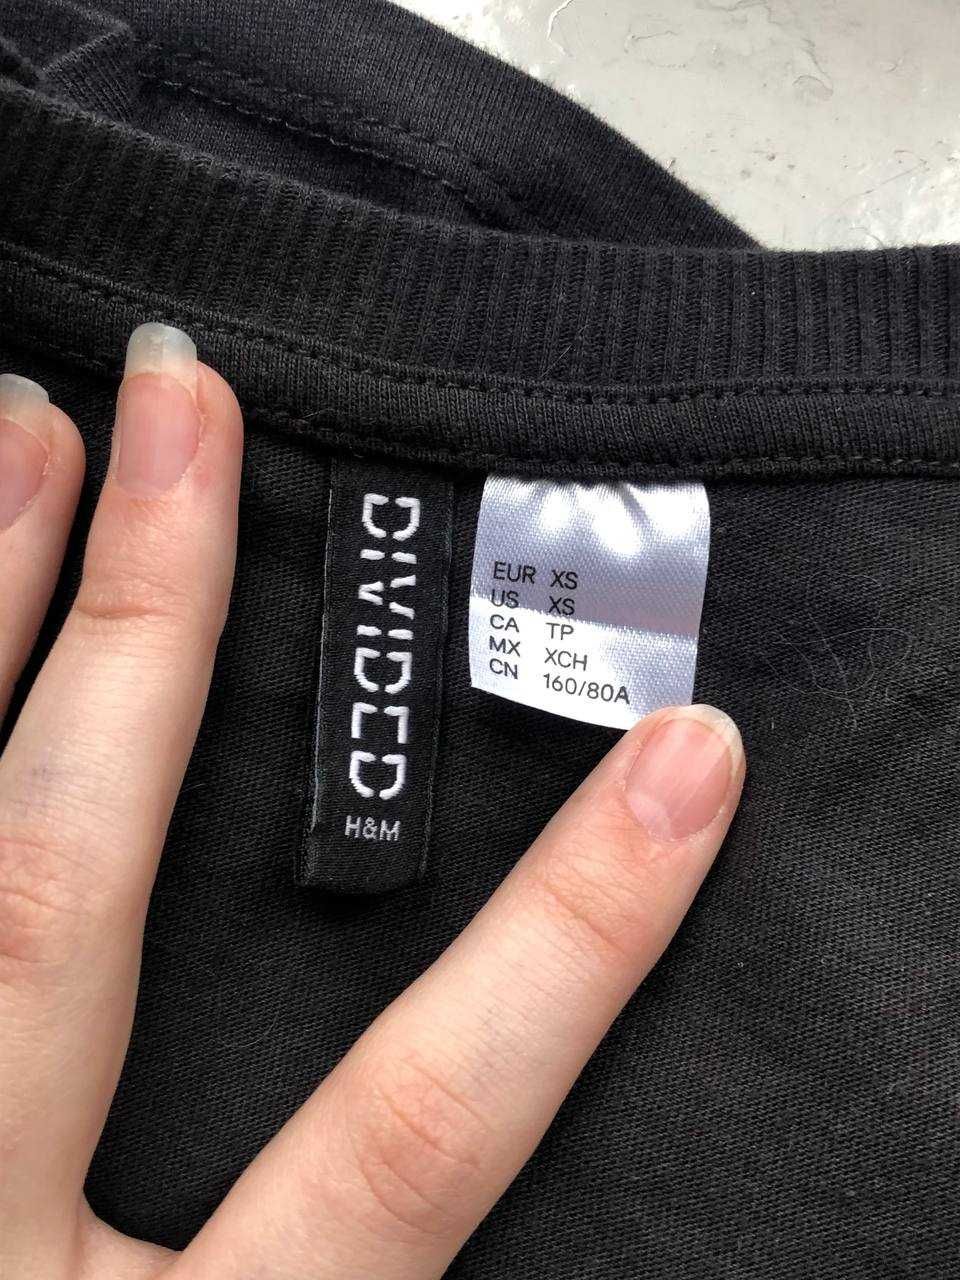 DIVIDED
H&M
EUR XS
US XS
CA TP
MX XCH
CN 160/80A